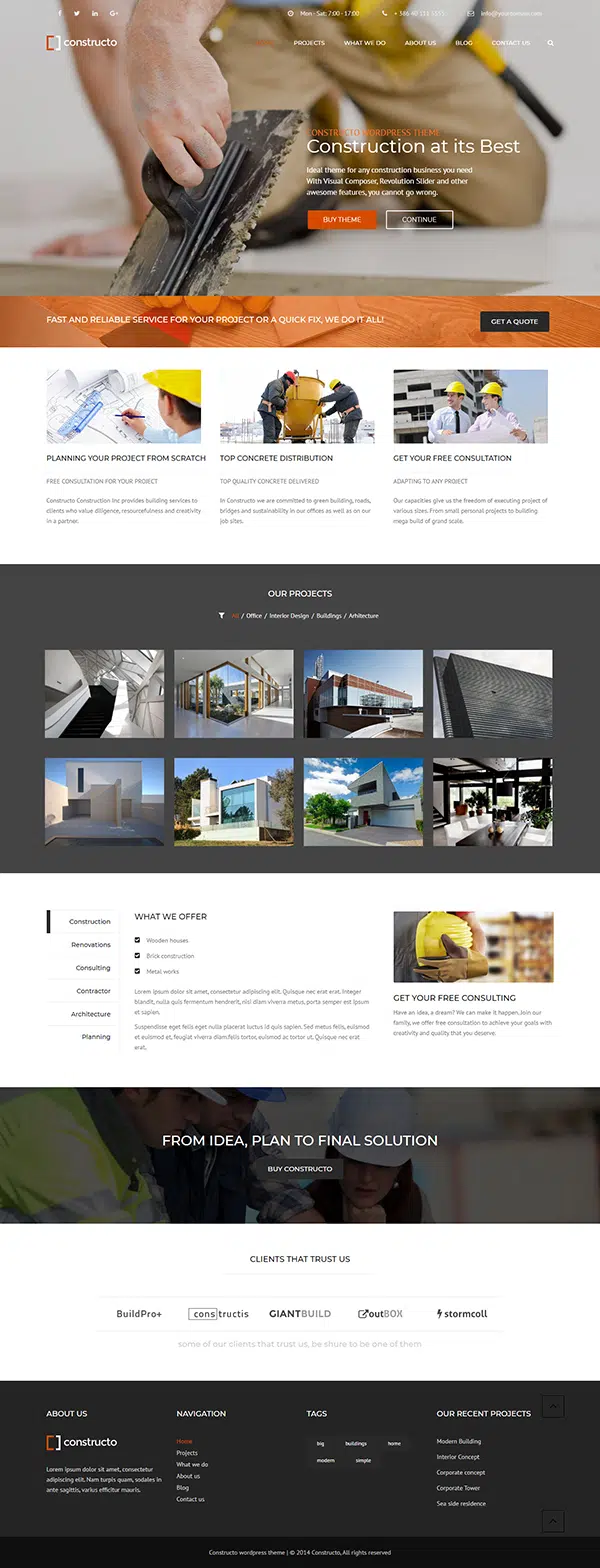 Mon - Sat: 7:00 - 17:00
info@yourdomain.com
constructo
HOME PROJECTS WHAT WE DO ABOUT US BLOG CONTACT US
CONSTRUCTO WORDPRESS THEME
Construction at its Best
Ideal theme for any construction business you need
With Visual Composer, Revolution Slider and other
awesome features, you cannot go wrong.
BUY THEME CONTINUE
FAST AND RELIABLE SERVICE FOR YOUR PROJECT OR A QUICK FIX, WE DO IT ALL!
GET A QUOTE
PLANNING YOUR PROJECT FROM SCRATCH
FREE CONSULTATION FOR YOUR PROJECT
Constructo Construction Inc provides building services to
clients who value diligence, resourcefulness and creativity
in a partner.
TOP CONCRETE DISTRIBUTION
TOP QUALITY CONCRETE DELIVERED
In Constructo we are committed to green building, roads,
bridges and sustainability in our offices as well as on our
job sites.
GET YOUR FREE CONSULTATION
ADAPTING TO ANY PROJECT
Our capacities give us the freedom of executing project of
various sizes. From small personal projects to building
mega build of grand scale.
OUR PROJECTS
All / Office / Interior Design / Buildings / Arhitecture
Construction
Renovations
Consulting
Contractor
Architecture
Planning
WHAT WE OFFER
Wooden houses
Brick construction
Metal works
Lorem ipsum dolor sit amet, consectetur adipiscing elit. Quisque nec erat erat. Integer
blandit, nulla quis fermentum hendrerit, nisl diam viverra metus, porta semper est ipsum
et sapien.
Suspendisse eget felis eget nulla placerat luctus id quis sapien. Sed metus felis, euismod
et euismod et, feugiat viverra diam.felis tortor, euismod ac tortor ut. Quisque nec erat
erat.
GET YOUR FREE CONSULTING
Have an idea, a dream? We can make it happen. Join our
family, we offer free consultation to achieve your goals with
creativity and quality that you deserve.
FROM IDEA, PLAN TO FINAL SOLUTION
BUY CONSTRUCTO
CLIENTS THAT TRUST US
BuildPro+ constructis GIANTBUILD outBOX stormcoll
some of our clients that trust us, be shure to be one of them
ABOUT US
constructo
Lorem ipsum dolor sit amet, consectetur
adipiscing elit. Nam turpis quam, sodales in
ante sagittis, varius efficitur mauris.
NAVIGATION
Home
Projects
What we do
About us
Blog
Contact us
TAGS
big buildings home
modern simple
OUR RECENT PROJECTS
Modern Building
Interior Concept
Corporate concept
Corporate Tower
Sea side residence
Constructo wordpress theme | © 2014 Constructo, All rights reserved